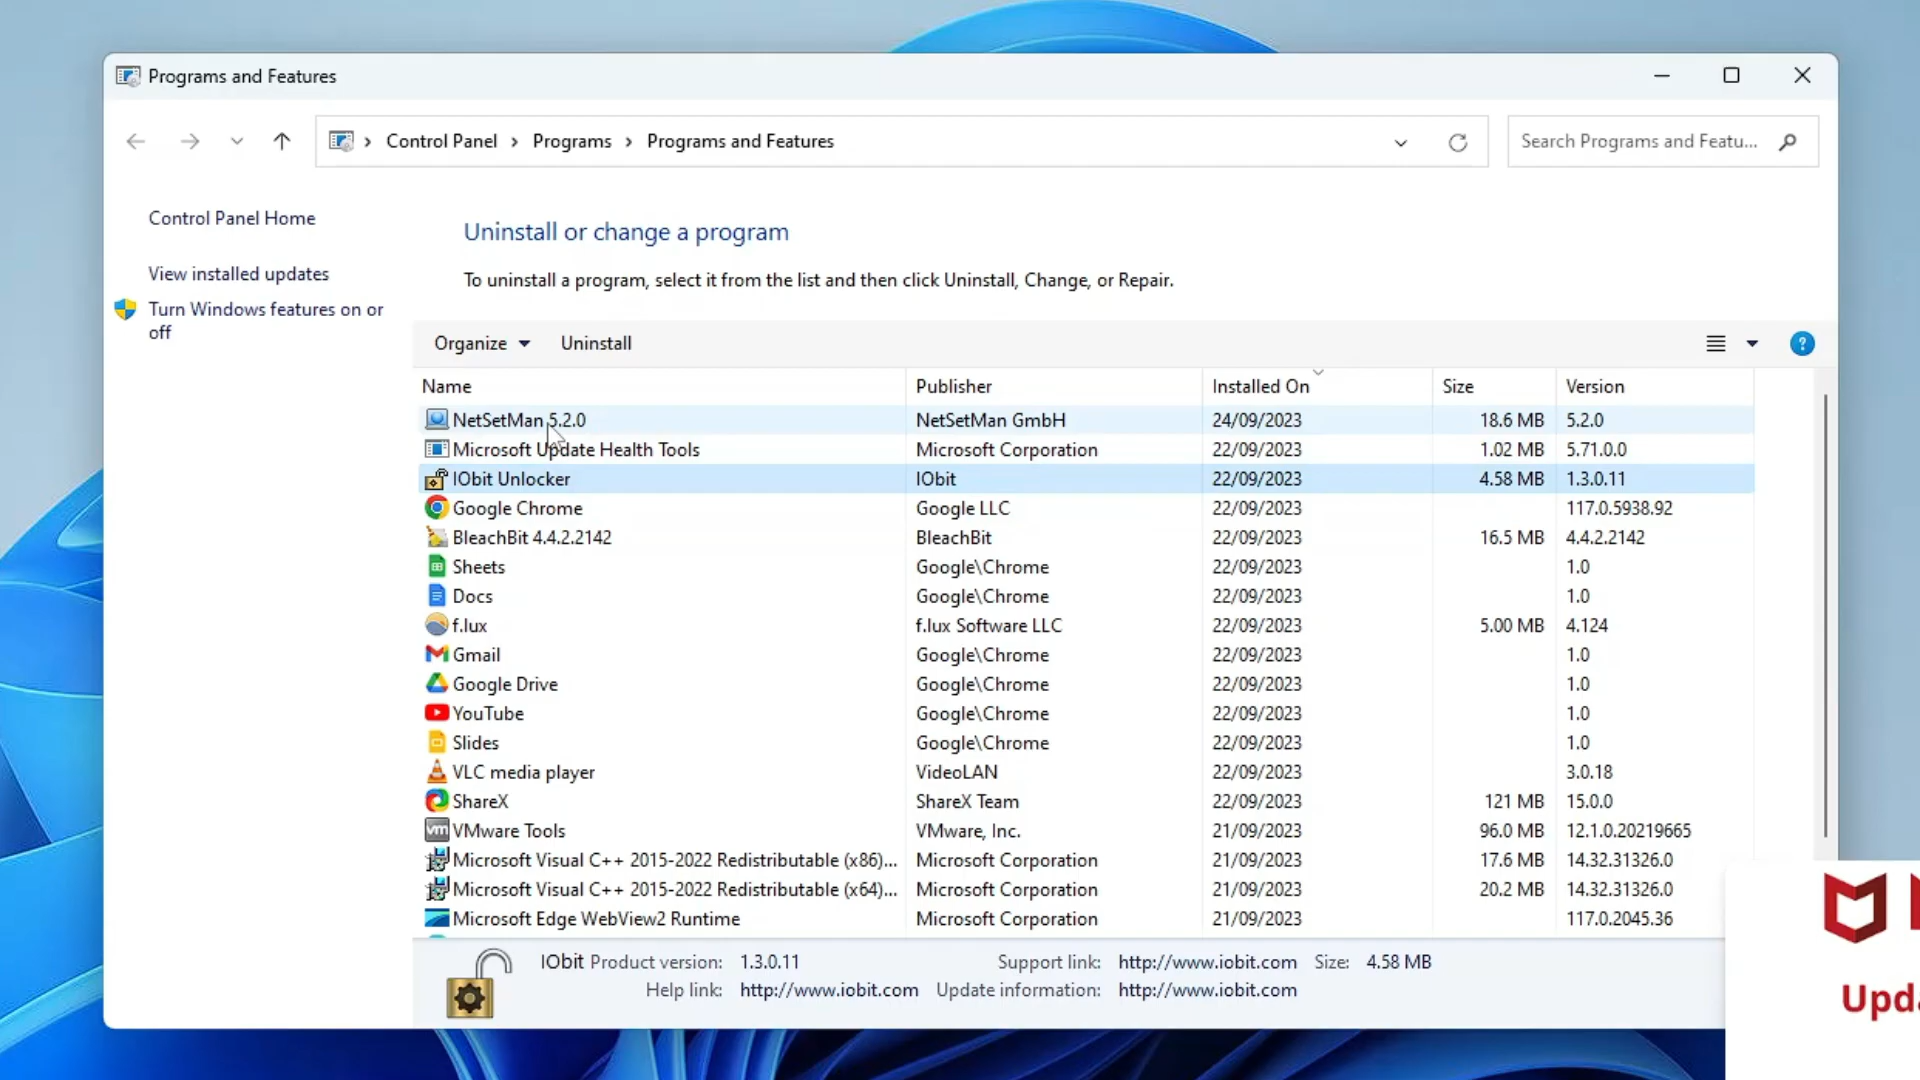 Programs and Features
Control Panel Programs Programs and Features
Search Programs and Featu...
Control Panel Home
View installed updates
Turn Windows features on or
off
Uninstall or change a program
To uninstall a program, select it from the list and then click Uninstall, Change, or Repair.
Organize Uninstall
Name Publisher Installed On Size Version
NetSetMan 5.2.0 NetSetMan GmbH 24/09/2023 18.6 MB 5.2.0
Microsoft Update Health Tools Microsoft Corporation 22/09/2023 1.02 MB 5.71.0.0
IObit Unlocker IObit 22/09/2023 4.58 MB 1.3.0.11
Google Chrome Google LLC 22/09/2023 117.0.5938.92
BleachBit 4.4.2.2142 BleachBit 22/09/2023 16.5 MB 4.4.2.2142
Sheets Google\Chrome 22/09/2023 1.0
Docs Google\Chrome 22/09/2023 1.0
f.lux f.lux Software LLC 22/09/2023 5.00 MB 4.124
Gmail Google\Chrome 22/09/2023 1.0
Google Drive Google\Chrome 22/09/2023 1.0
YouTube Google\Chrome 22/09/2023 1.0
Slides Google\Chrome 22/09/2023 1.0
VLC media player VideoLAN 22/09/2023 3.0.18
ShareX ShareX Team 22/09/2023 121 MB 15.0.0
vm VMware Tools VMware, Inc. 21/09/2023 96.0 MB 12.1.0.20219665
Microsoft Visual C++ 2015-2022 Redistributable (x86)... Microsoft Corporation 21/09/2023 17.6 MB 14.32.31326.0
Microsoft Visual C++ 2015-2022 Redistributable (x64)... Microsoft Corporation 21/09/2023 20.2 MB 14.32.31326.0
Microsoft Edge WebView2 Runtime Microsoft Corporation 21/09/2023 117.0.2045.36
IObit Product version: 1.3.0.11 Support link: http://www.iobit.com Size: 4.58 MB
Help link: http://www.iobit.com Update information: http://www.iobit.com